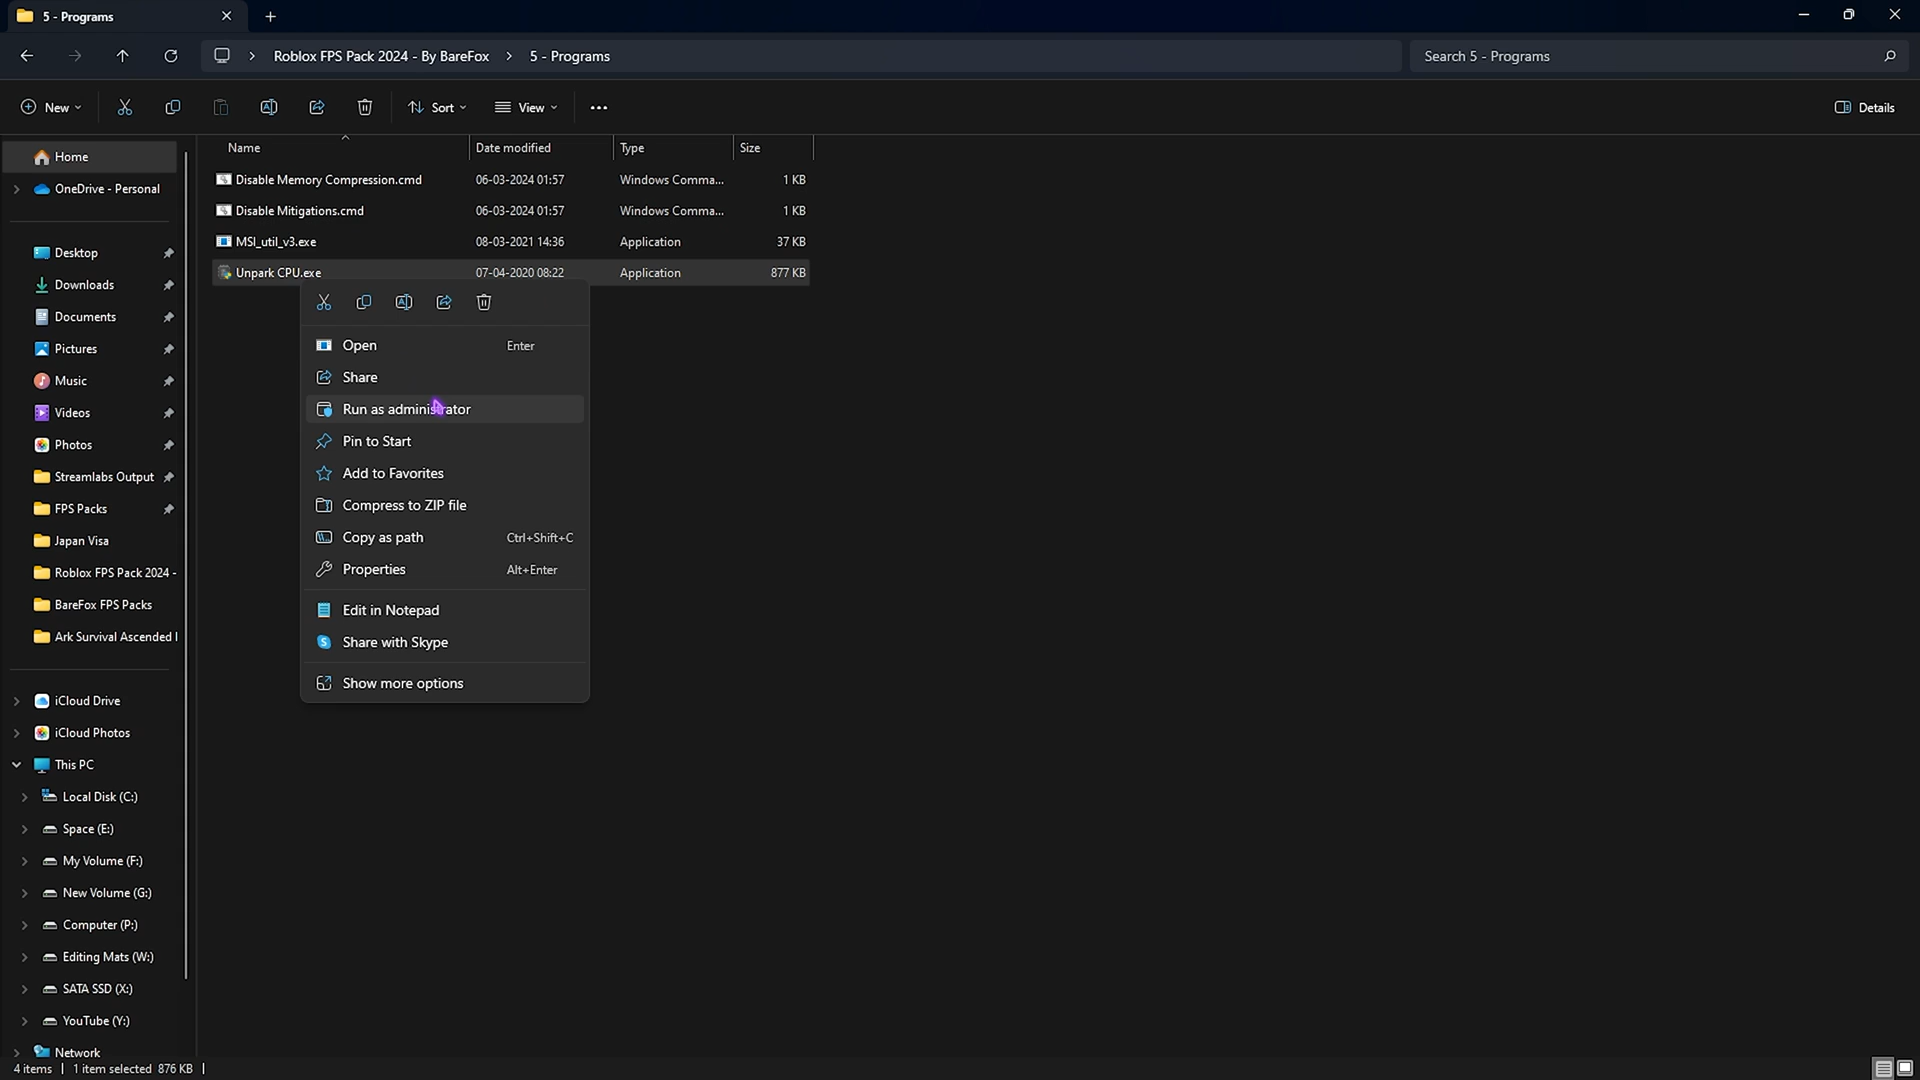 5 - Programs
Roblox FPS Pack 2024 - By BareFox > 5 - Programs
Search 5 - Programs
New
Sort
View
Details
Name Date modified Type Size
Disable Memory Compression.cmd 06-03-2024 01:57 Windows Comma... 1 KB
Disable Mitigations.cmd 06-03-2024 01:57 Windows Comma... 1 KB
MSI_util_v3.exe 08-03-2021 14:36 Application 37 KB
Unpark CPU.exe 07-04-2020 08:22 Application 877 KB
Open Enter
Share
Run as administrator
Pin to Start
Add to Favorites
Compress to ZIP file
Copy as path Ctrl+Shift+C
Properties Alt+Enter
Edit in Notepad
Share with Skype
Show more options
Home
OneDrive - Personal
Desktop
Downloads
Documents
Pictures
Music
Videos
Photos
Streamlabs Output
FPS Packs
Japan Visa
Roblox FPS Pack 2024 -
BareFox FPS Packs
Ark Survival Ascended
iCloud Drive
iCloud Photos
This PC
Local Disk (C:)
Space (E:)
My Volume (F:)
New Volume (G:)
Computer (P:)
Editing Mats (W:)
SATA SSD (X:)
YouTube (Y:)
Network
4 items | 1 item selected 876 KB |